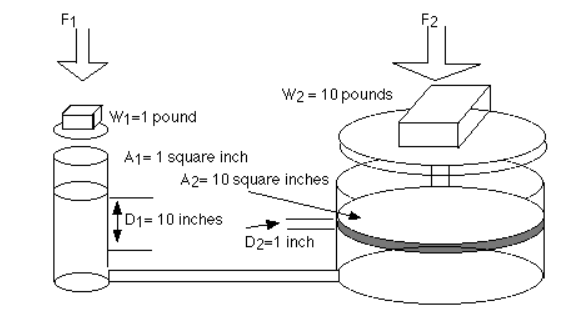 F1
F2
W1=1 pound
W2 = 10 pounds
A1= 1 square inch
A2= 10 square inches
D1= 10 inches
D2=1 inch